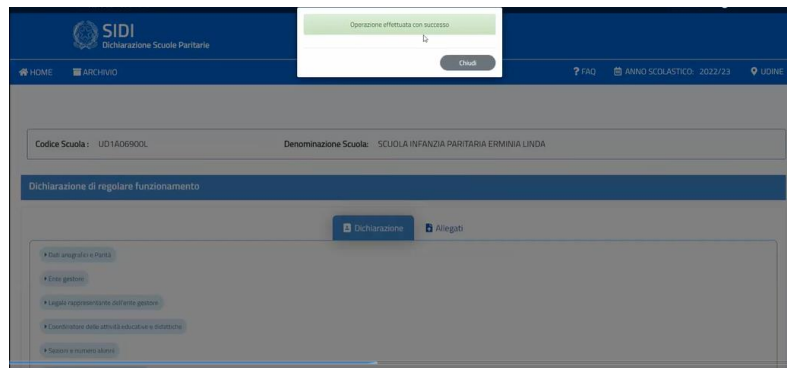 Operazione effettuata con successo
Chiudi
SIDI
Dichiarazione Scuole Paritarie
HOME ARCHIVIO ? FAQ ANNO SCOLASTICO: 2022/23 UDINE
Codice Scuola : UD1A06900L Denominazione Scuola: SCUOLA INFANZIA PARITARIA ERMINIA LINDA
Dichiarazione di regolare funzionamento
Dichiarazione Allegati
Dati anagrafici e Parità
Ente gestore
Legale rappresentante dell'ente gestore
Coordinatore delle attività educative e didattiche
Sezioni e numero alunni